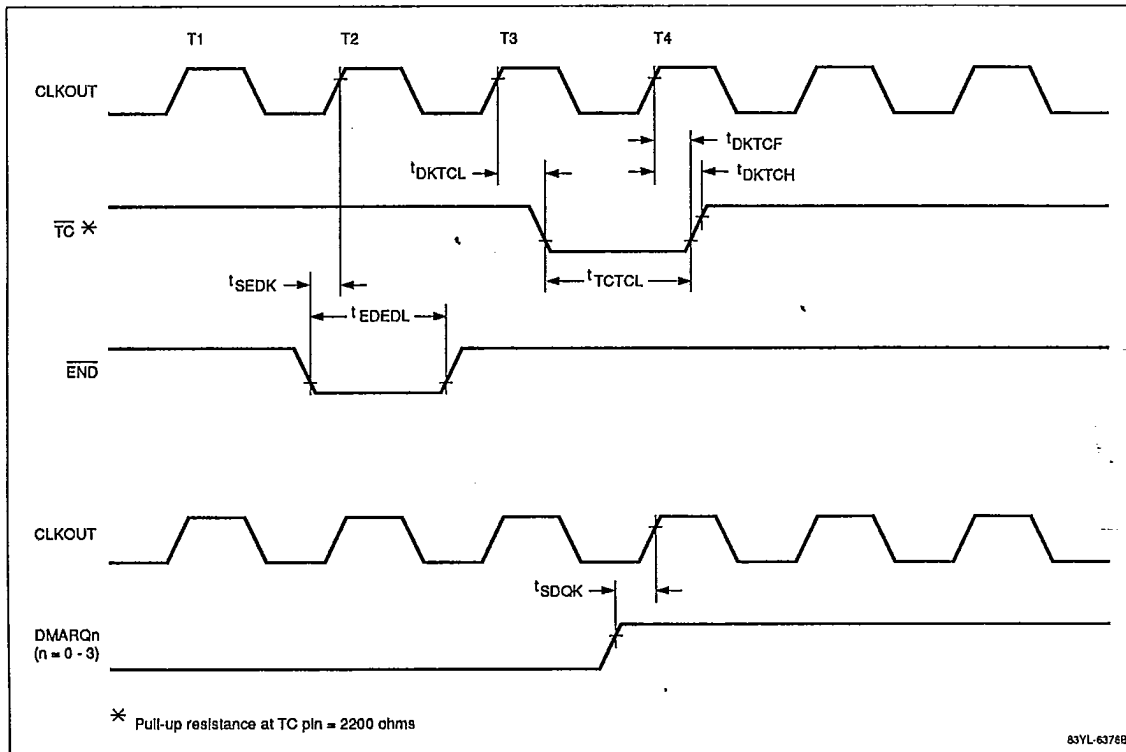 T1 T2 T3 T4
CLKOUT
tDKTCF
tDKTCL
tDKTCH
TC *
tSEDK
tTCTCL
tEDEDL
END
CLKOUT
tSDQK
DMARQn
(n = 0 - 3)
* Pull-up resistance at TC pin = 2200 ohms
83YL-6376B